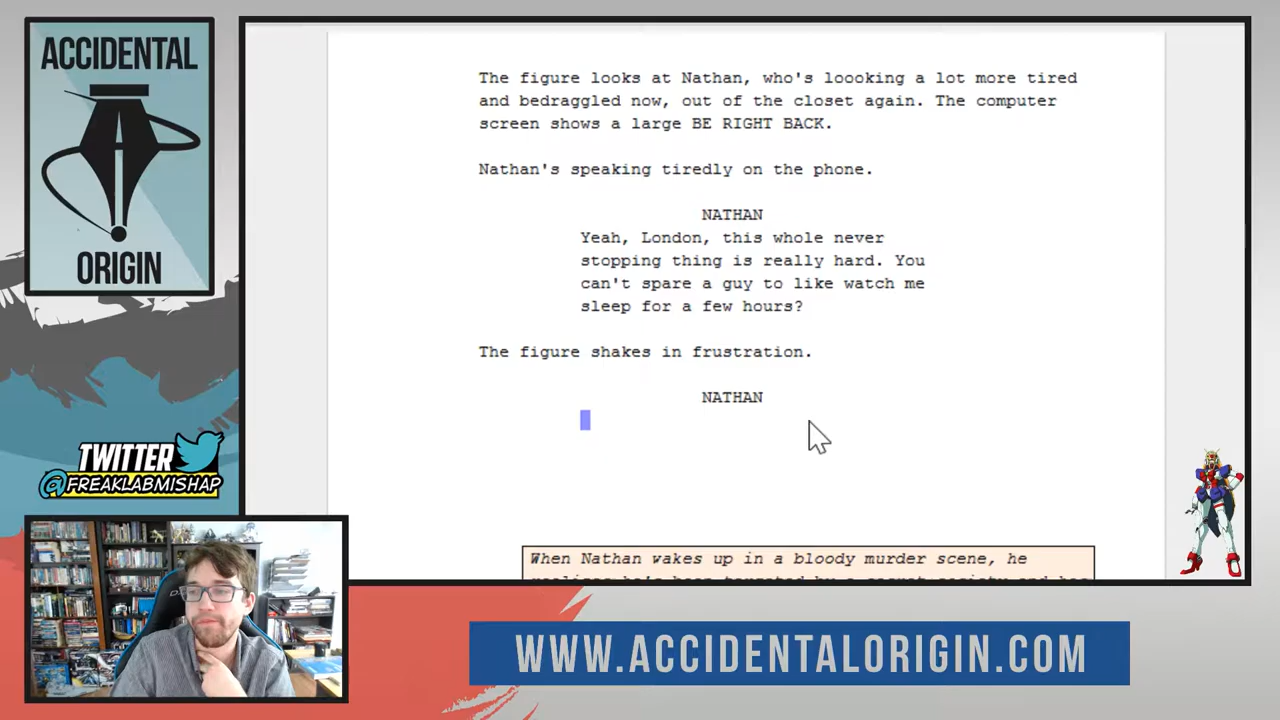 ACCIDENTAL
ORIGIN
The figure looks at Nathan, who's loooking a lot more tired
and bedraggled now, out of the closet again. The computer
screen shows a large BE RIGHT BACK.
Nathan's speaking tiredly on the phone.
NATHAN
Yeah, London, this whole never
stopping thing is really hard. You
can't spare a guy to like watch me
sleep for a few hours?
The figure shakes in frustration.
NATHAN
When Nathan wakes up in a bloody murder scene, he
TWITTER
@FREAKLABMISHAP
WWW.ACCIDENTALORIGIN.COM